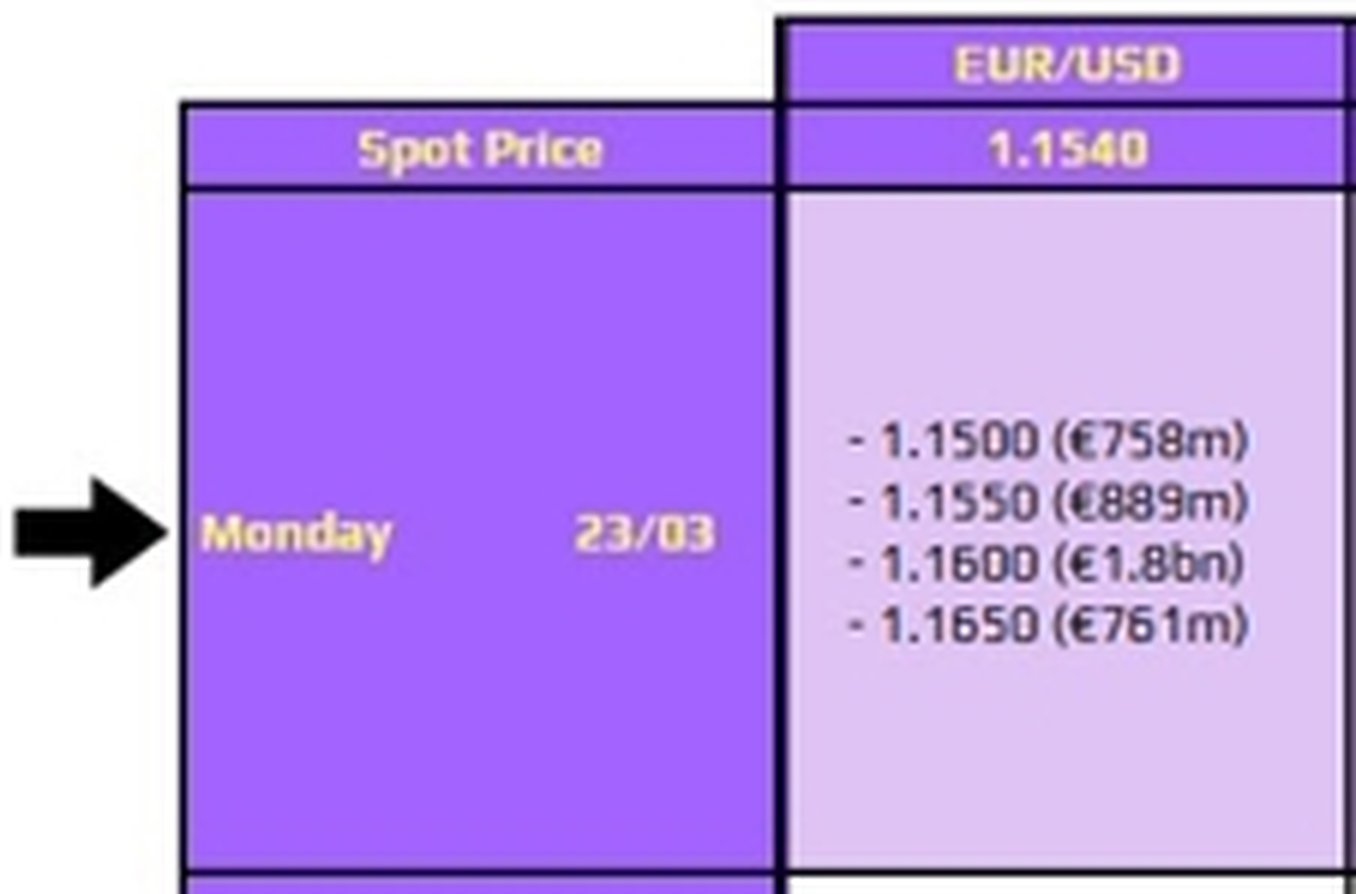 EUR/USD
Spot Price 1.1540
- 1.1500 (€758m)
- 1.1550 (€889m)
Monday 23/03
- 1.1600 (€1.8bn)
- 1.1650 (€761m)